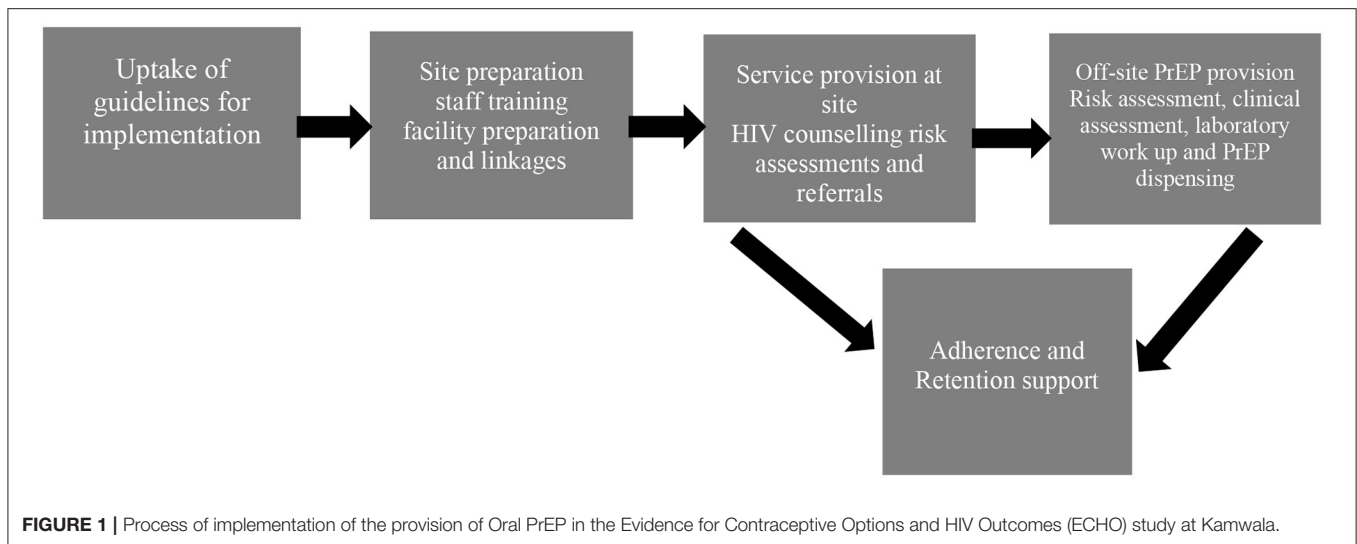 Uptake of
guidelines for
implementation
Site preparation
staff training
facility preparation
and linkages
Service provision at
site
HIV counselling risk
assessments and
referrals
Off-site PrEP provision
Risk assessment, clinical
assessment, laboratory
work up and PrEP
dispensing
Adherence and
Retention support
FIGURE 1 | Process of implementation of the provision of Oral PrEP in the Evidence for Contraceptive Options and HIV Outcomes (ECHO) study at Kamwala.